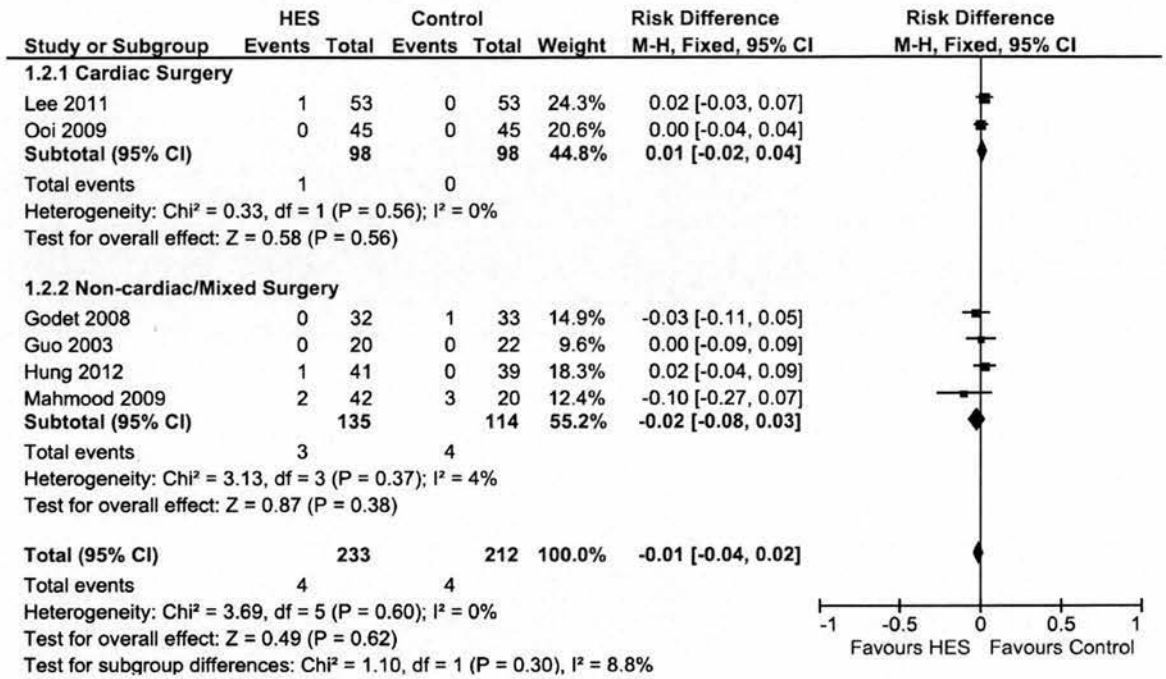 HES Control Risk Difference Risk Difference
Study or Subgroup Events Total Events Total Weight M-H, Fixed, 95% CI M-H, Fixed, 95% CI
1.2.1 Cardiac Surgery
Lee 2011 1 53 0 53 24.3% 0.02 [-0.03, 0.07]
Ooi 2009 0 45 0 45 20.6% 0.00 [-0.04, 0.04]
Subtotal (95% CI) 98 98 44.8% 0.01 [-0.02, 0.04]
Total events 1 0
Heterogeneity: Chi² = 0.33, df = 1 (P = 0.56); I² = 0%
Test for overall effect: Z = 0.58 (P = 0.56)
1.2.2 Non-cardiac/Mixed Surgery
Godet 2008 0 32 1 33 14.9% -0.03 [-0.11, 0.05]
Guo 2003 0 20 0 22 9.6% 0.00 [-0.09, 0.09]
Hung 2012 1 41 0 39 18.3% 0.02 [-0.04, 0.09]
Mahmood 2009 2 42 3 20 12.4% -0.10 [-0.27, 0.07]
Subtotal (95% CI) 135 114 55.2% -0.02 [-0.08, 0.03]
Total events 3 4
Heterogeneity: Chi² = 3.13, df = 3 (P = 0.37); I² = 4%
Test for overall effect: Z = 0.87 (P = 0.38)
Total (95% CI) 233 212 100.0% -0.01 [-0.04, 0.02]
Total events 4 4
Heterogeneity: Chi² = 3.69, df = 5 (P = 0.60); I² = 0%
Test for overall effect: Z = 0.49 (P = 0.62)
Test for subgroup differences: Chi² = 1.10, df = 1 (P = 0.30), I² = 8.8%
-1 -0.5 0 0.5 1
Favours HES Favours Control